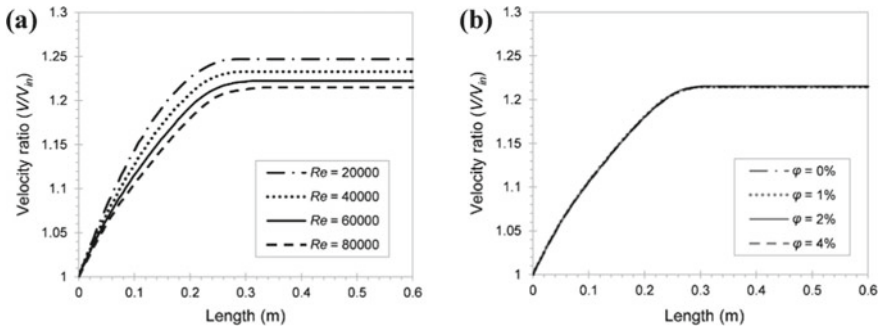 (a)
Velocity ratio (V/Vin)
1.3
1.25
1.2
1.15
1.1
1.05
1
Re = 20000
Re = 40000
Re = 60000
Re = 80000
0 0.1 0.2 0.3 0.4 0.5 0.6
Length (m)
(b)
Velocity ratio (V/Vin)
1.3
1.25
1.2
1.15
1.1
1.05
1
φ = 0%
φ = 1%
φ = 2%
φ = 4%
0 0.1 0.2 0.3 0.4 0.5 0.6
Length (m)